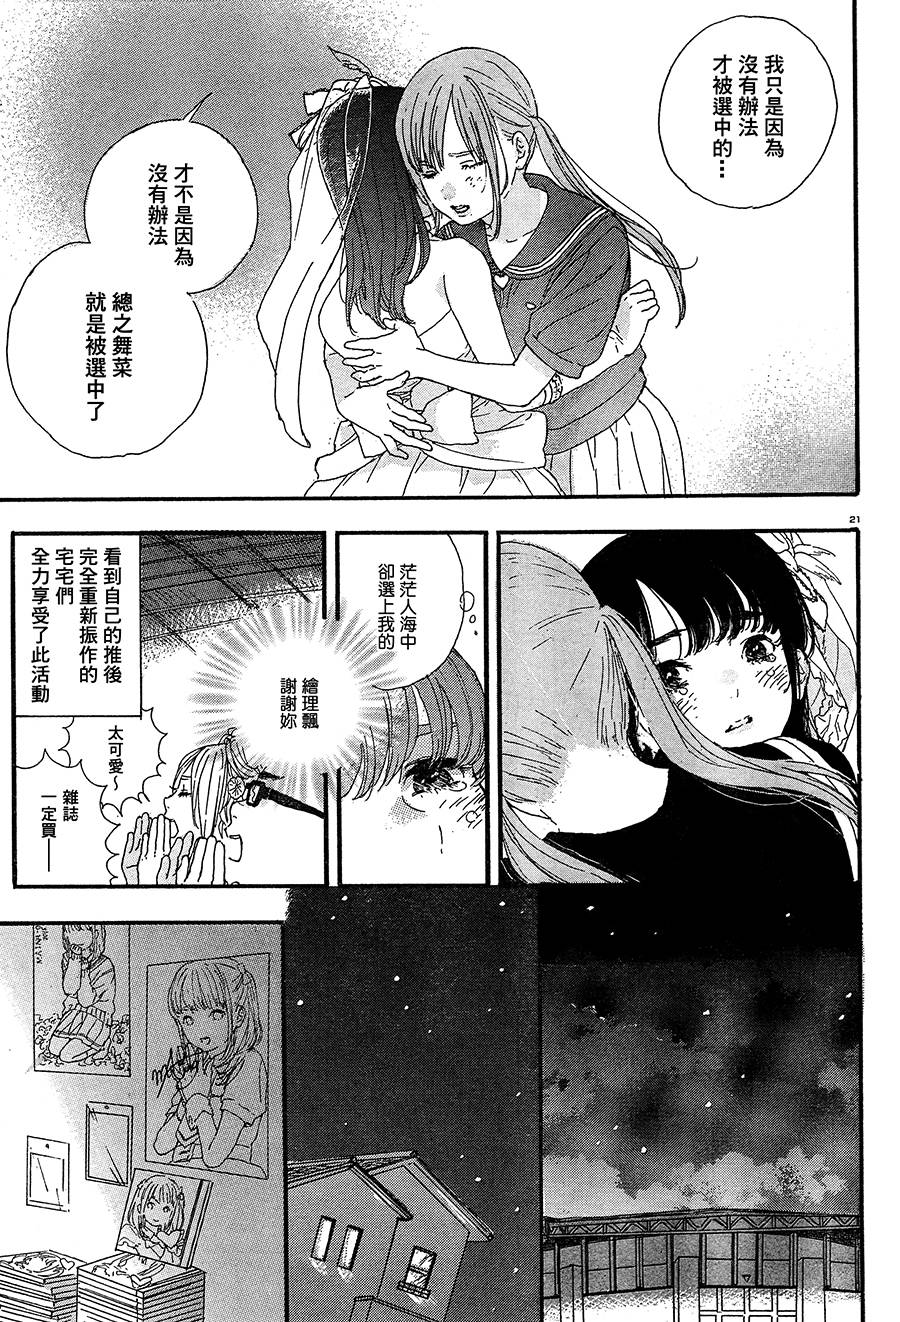 我只是因為
沒有辦法
才被選中的…
才不是因為
沒有辦法
總之舞菜
就是被選中了
21
茫茫人海中
卻選上我的
繪理飄
謝謝妳
看到自己的推後
完全重新振作的
宅宅們
全力享受了此活動
太可愛~
雜誌
一定買——